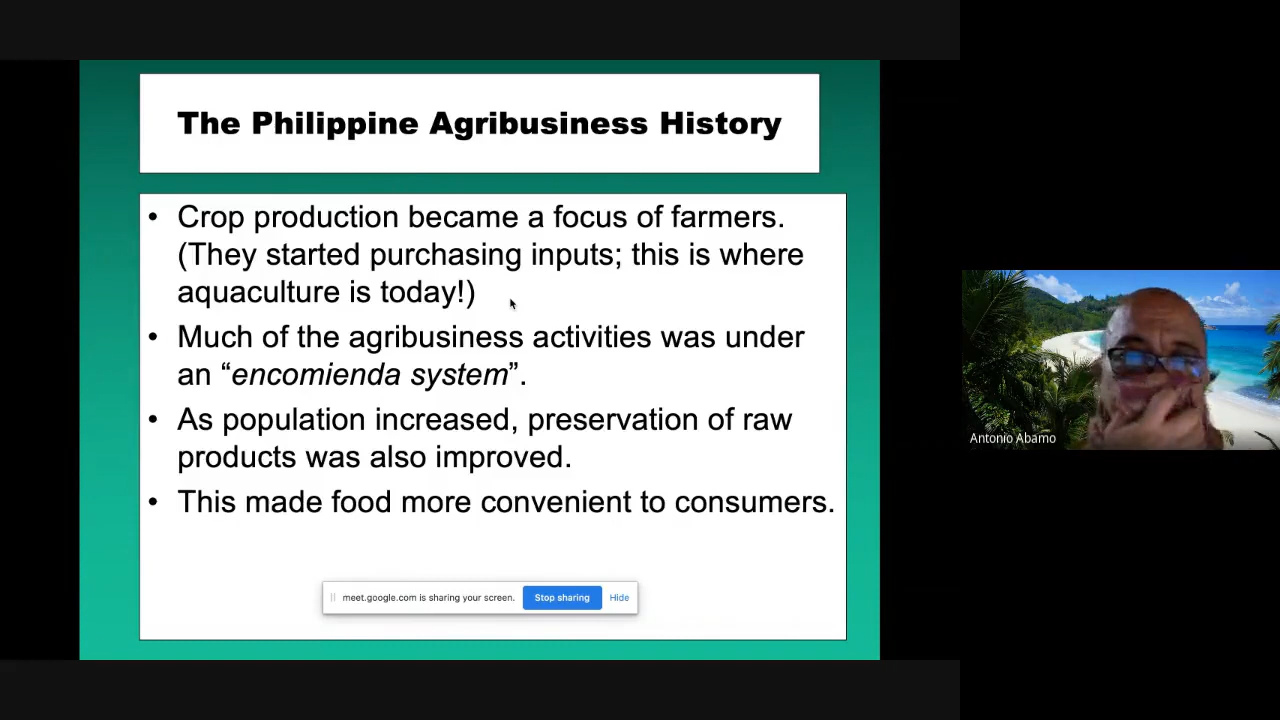 The Philippine Agribusiness History
• Crop production became a focus of farmers.
(They started purchasing inputs; this is where
aquaculture is today!)
• Much of the agribusiness activities was under
an “encomienda system”.
• As population increased, preservation of raw
products was also improved.
• This made food more convenient to consumers.
meet.google.com is sharing your screen. Stop sharing Hide
Antonio Abamo